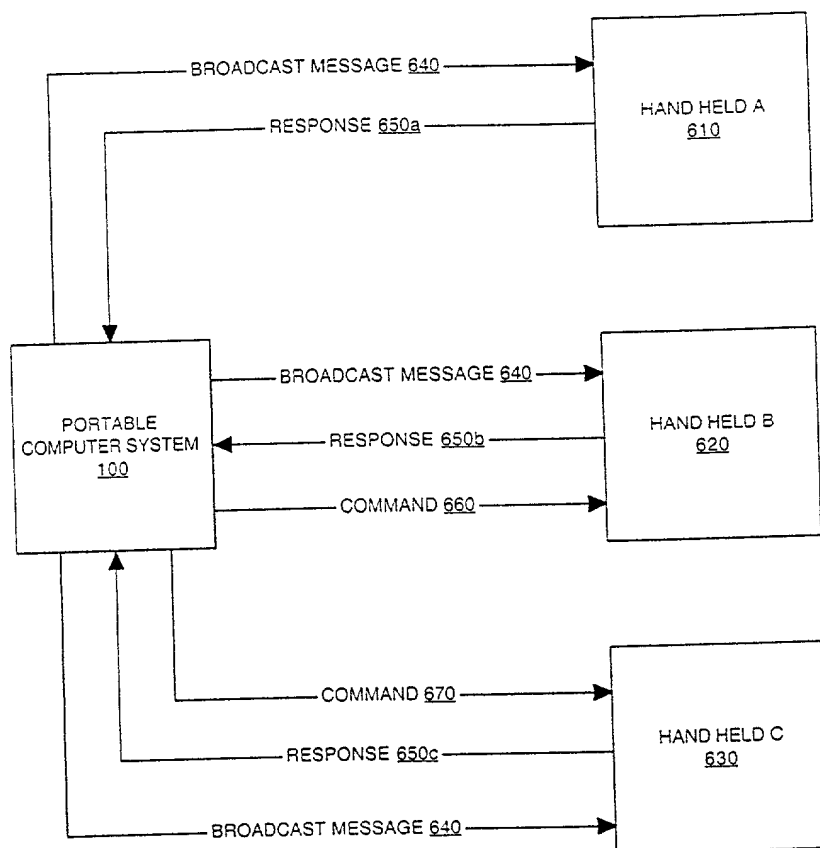 BROADCAST MESSAGE 640
HAND HELD A
610
RESPONSE 650a
BROADCAST MESSAGE 640
HAND HELD B
620
PORTABLE
COMPUTER SYSTEM
100
RESPONSE 650b
COMMAND 660
COMMAND 670
HAND HELD C
630
RESPONSE 650c
BROADCAST MESSAGE 640